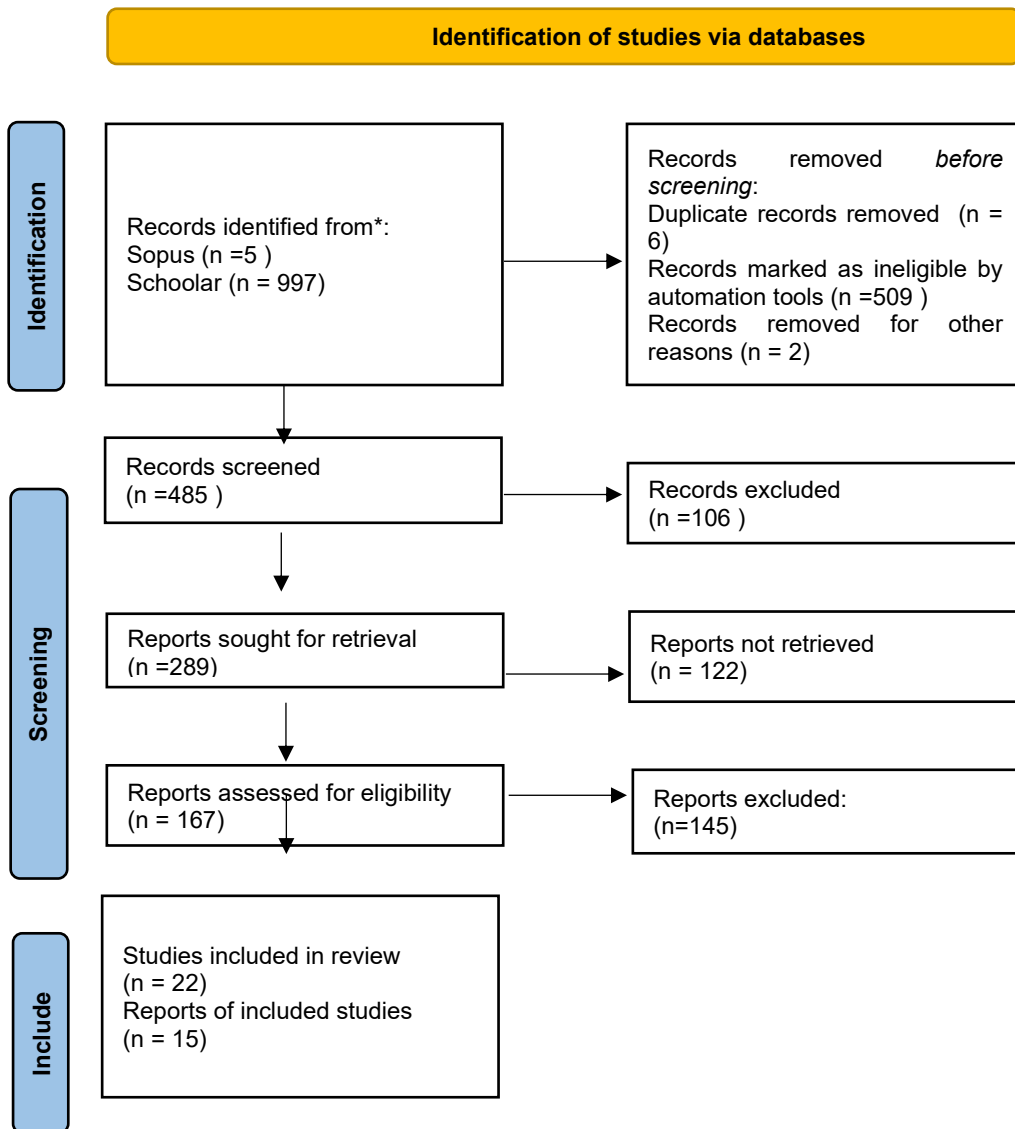 Identification of studies via databases
Identification
Records identified from*:
Sopus (n =5 )
Schoolar (n = 997)
Records removed before
screening:
Duplicate records removed (n =
6)
Records marked as ineligible by
automation tools (n =509 )
Records removed for other
reasons (n = 2)
Screening
Records screened
(n =485 )
Records excluded
(n =106 )
Reports sought for retrieval
(n =289)
Reports not retrieved
(n = 122)
Reports assessed for eligibility
(n = 167)
Reports excluded:
(n=145)
Include
Studies included in review
(n = 22)
Reports of included studies
(n = 15)